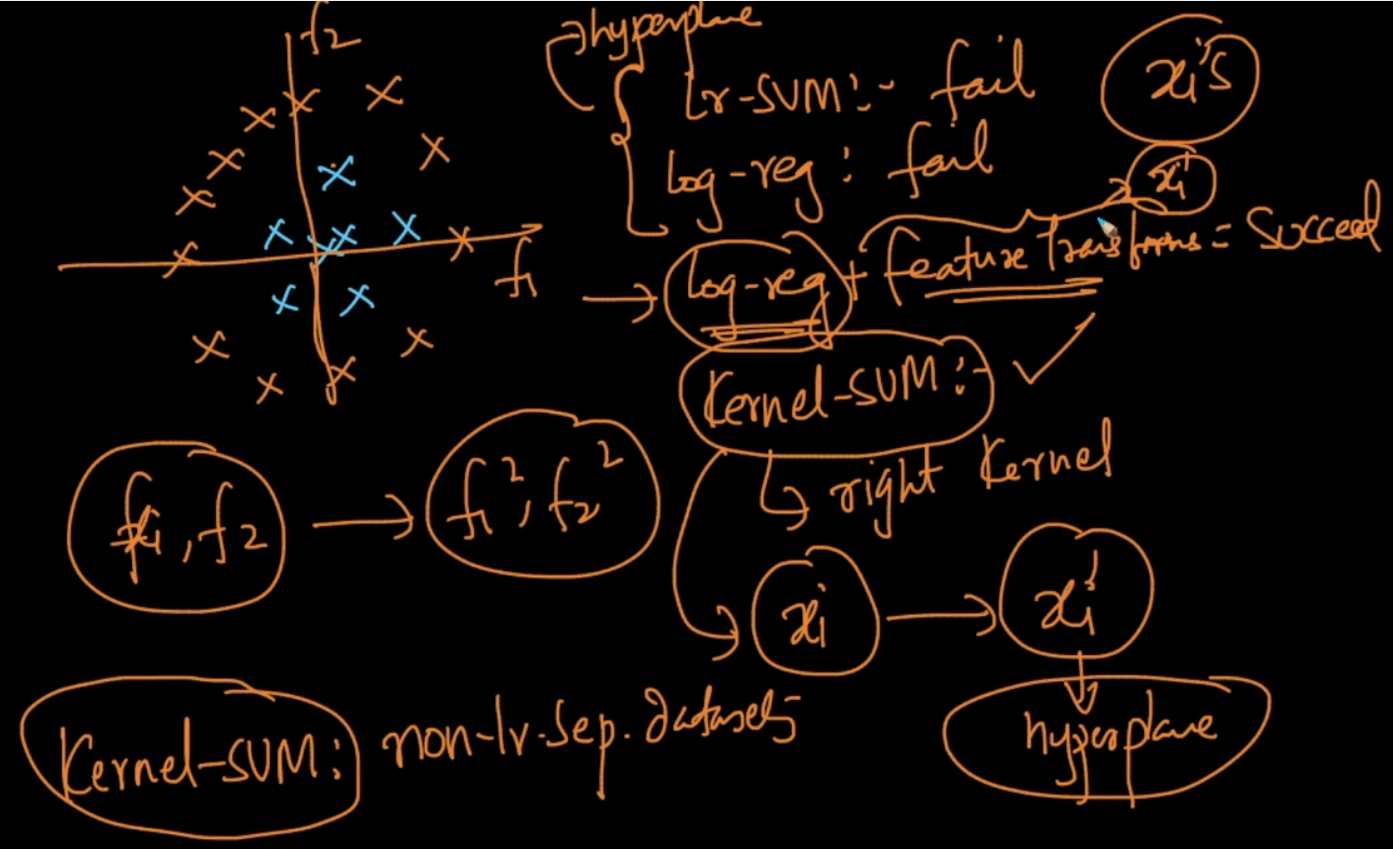 f2
hyperplane
Lr-SVM:- fail
xi's
log-reg: fail
xi'
f1
log-reg + feature Transforms = Succeed
Kernel-SVM:-
right Kernel
f1, f2 → f1², f2²
xi → xi'
hyperplane
Kernel-SVM: non-lr.sep. datasets